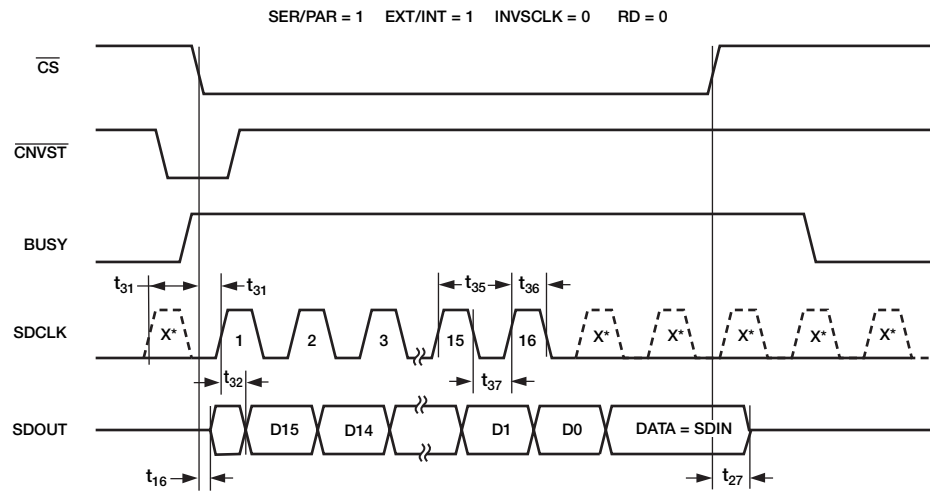 SER/PAR = 1 EXT/INT = 1 INVSCLK = 0 RD = 0
CS
CNVST
BUSY
t31 t31 t35 t36
SDCLK X* 1 2 3 15 16 X* X* X* X* X*
t32 t37
SDOUT D15 D14 D1 D0 DATA = SDIN
t16 t27